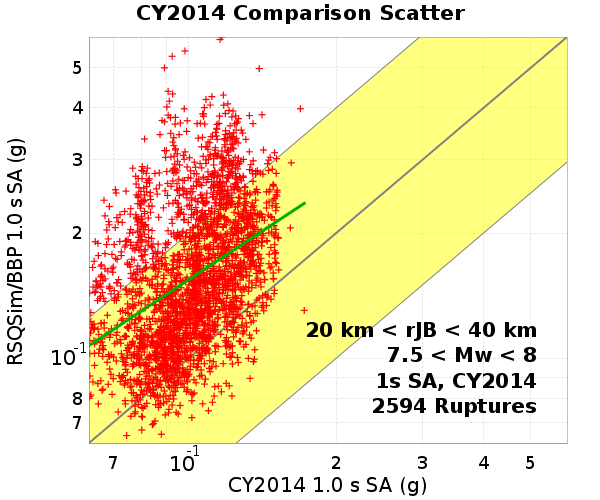 CY2014 Comparison Scatter
RSQSim/BBP 1.0 s SA (g)
5
4
3
2
10-1
8
7
20 km < rJB < 40 km
7.5 < Mw < 8
1s SA, CY2014
2594 Ruptures
7 10-1 2 3 4 5
CY2014 1.0 s SA (g)